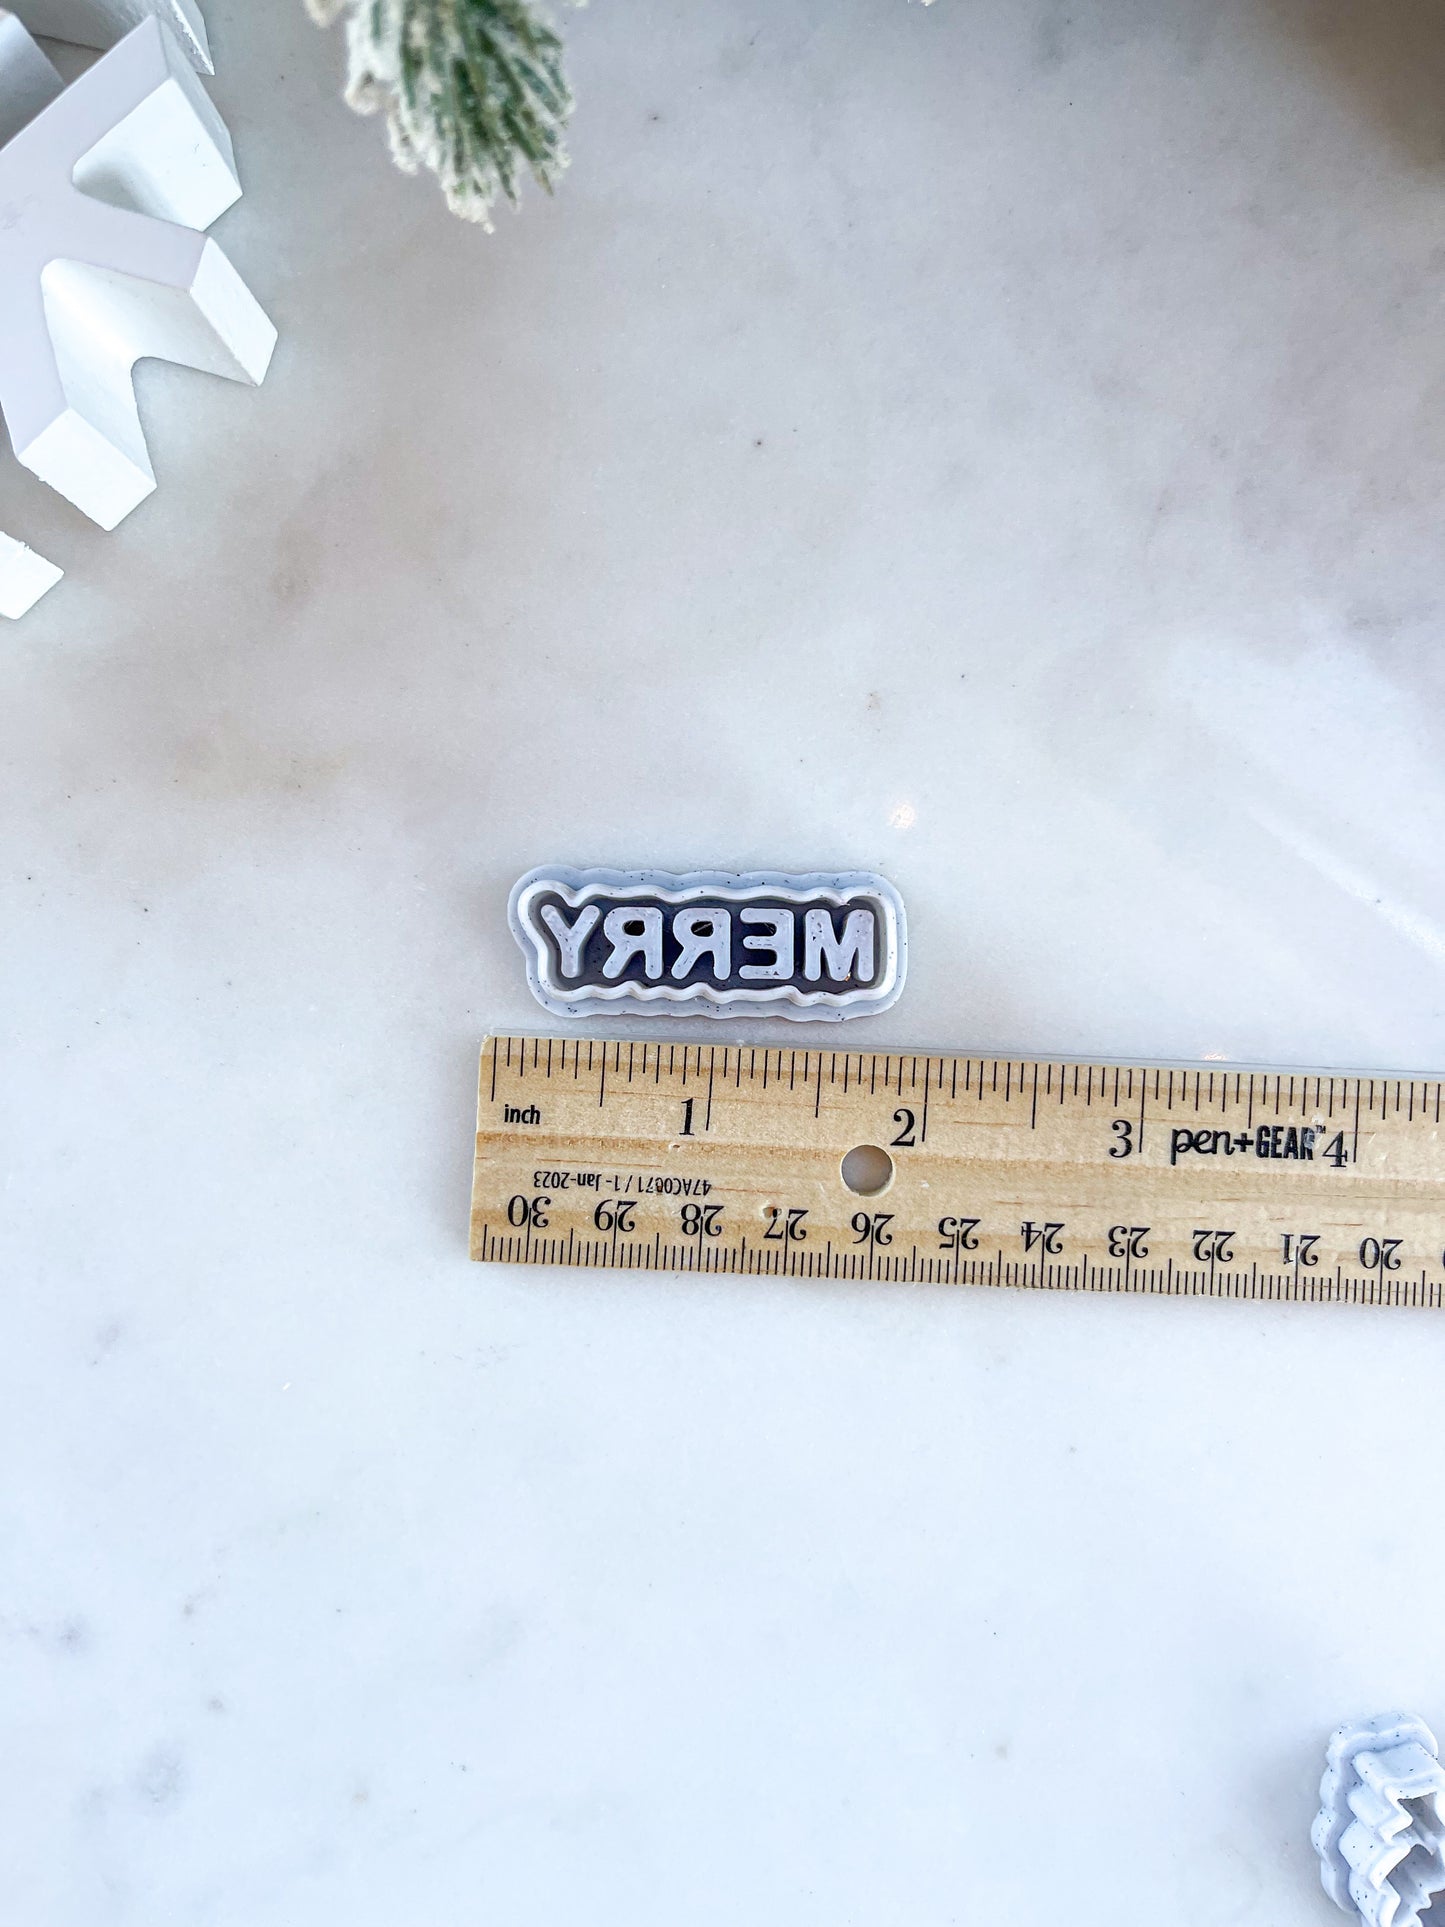 MERRY
inch 1 2 3 pen+GEAR™ 4
47AC0671 / 1 - Jan-2023
30 29 28 27 26 25 24 23 22 21 20